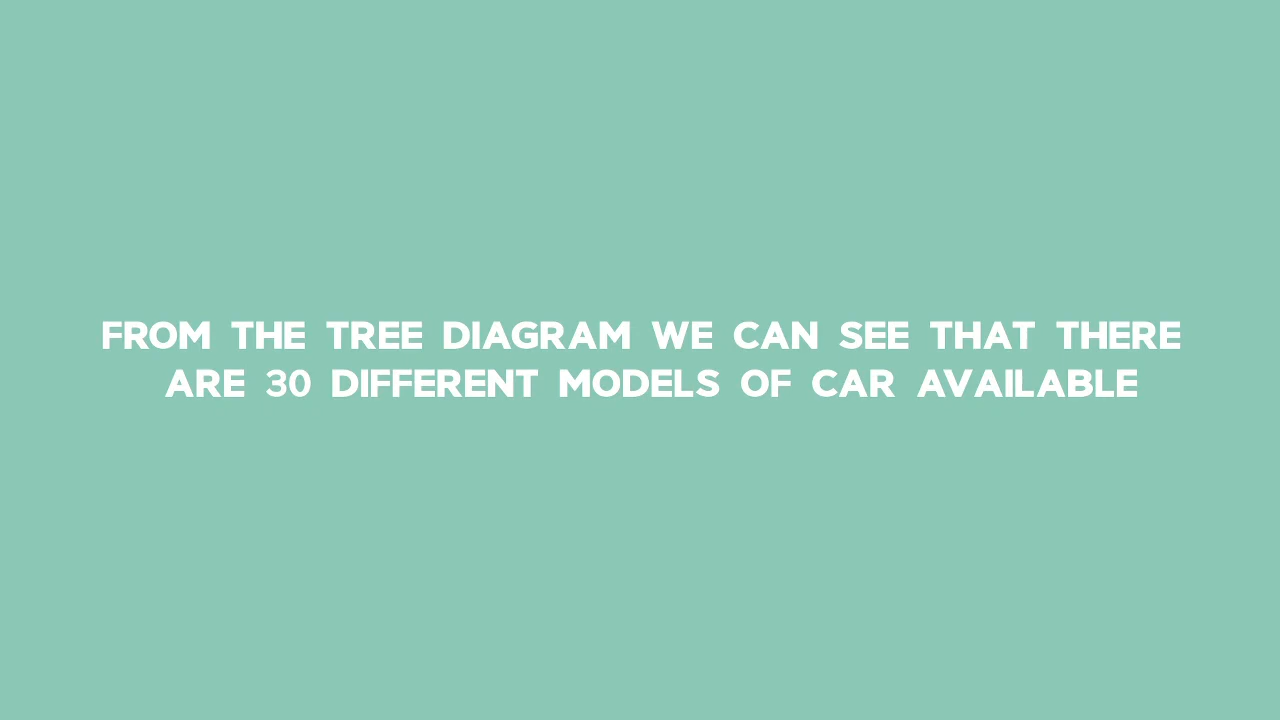 FROM THE TREE DIAGRAM WE CAN SEE THAT THERE
ARE 30 DIFFERENT MODELS OF CAR AVAILABLE